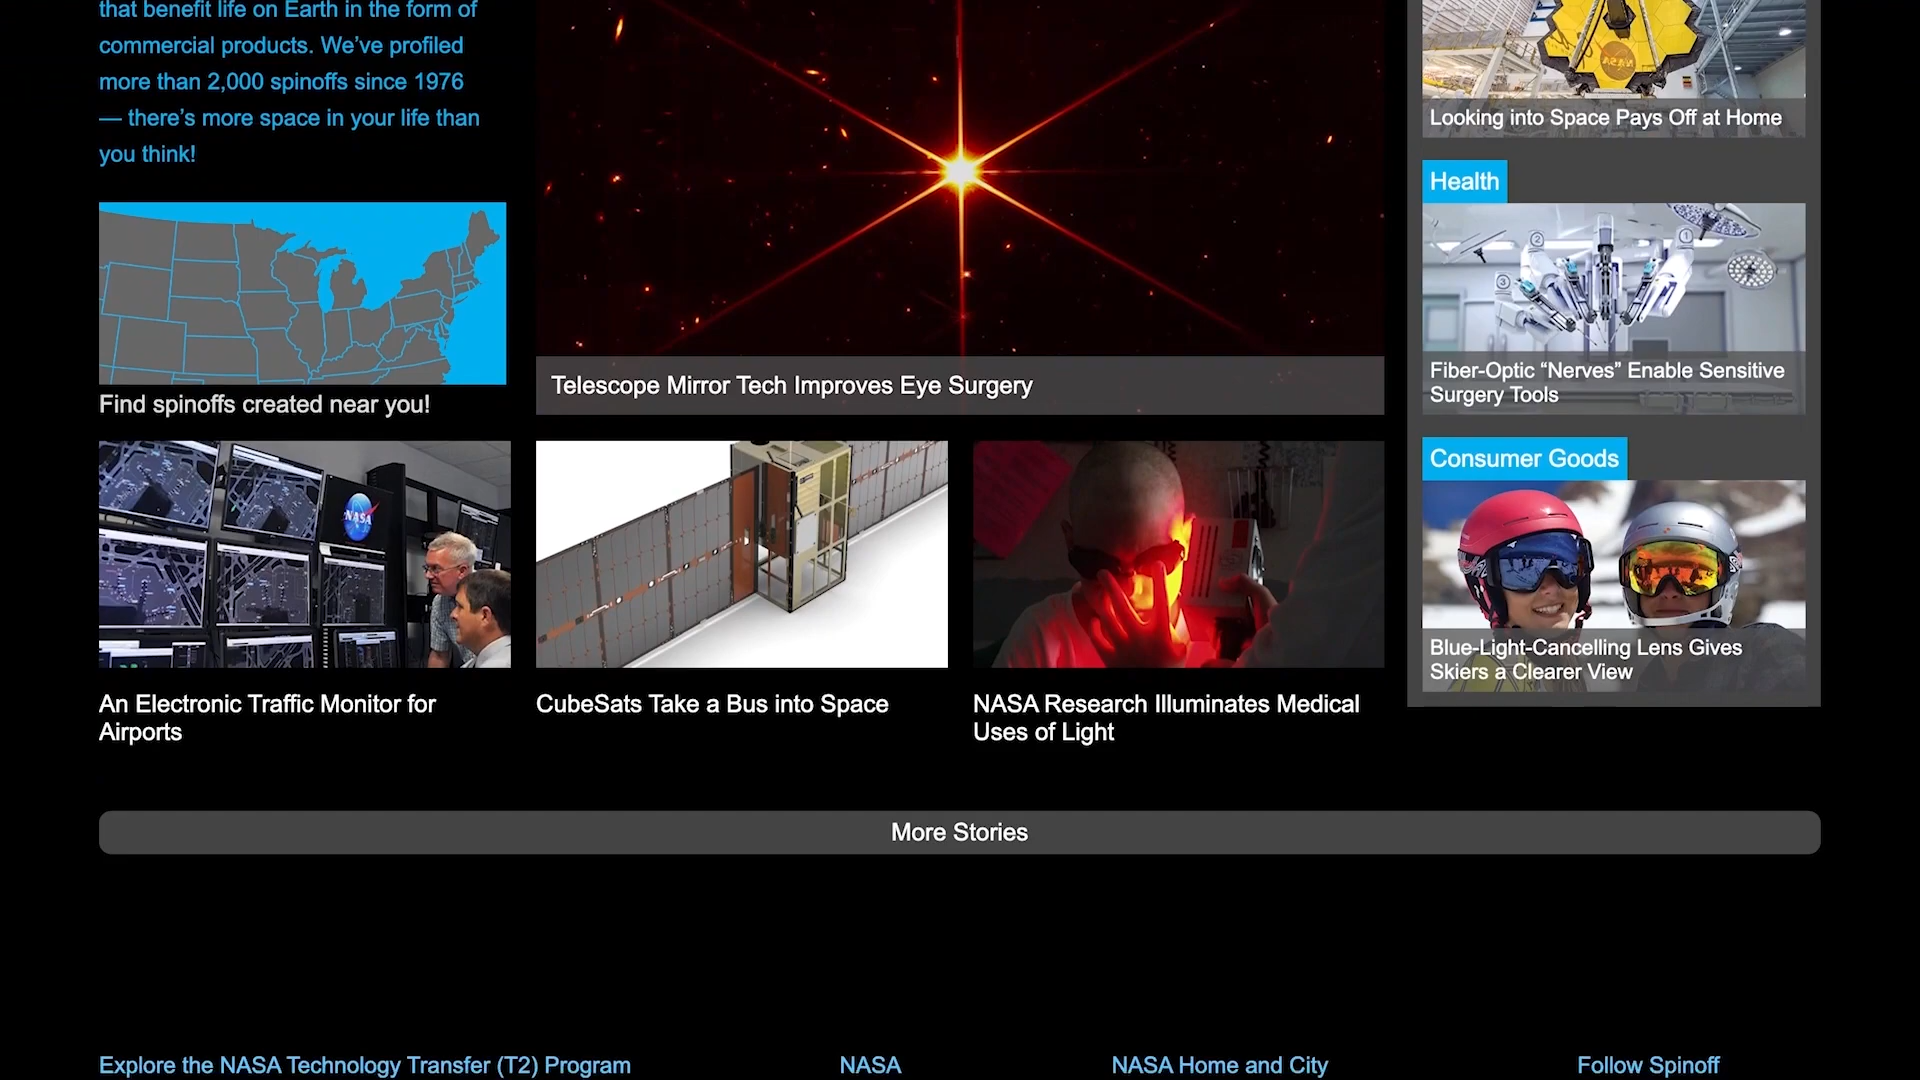 that benefit life on Earth in the form of
commercial products. We’ve profiled
more than 2,000 spinoffs since 1976
— there’s more space in your life than
you think!
Find spinoffs created near you!
Telescope Mirror Tech Improves Eye Surgery
NASA
Looking into Space Pays Off at Home
Health
2
1
3
Fiber-Optic “Nerves” Enable Sensitive
Surgery Tools
Consumer Goods
Blue-Light-Cancelling Lens Gives
Skiers a Clearer View
NASA
An Electronic Traffic Monitor for
Airports
CubeSats Take a Bus into Space
NASA Research Illuminates Medical
Uses of Light
More Stories
Explore the NASA Technology Transfer (T2) Program
NASA
NASA Home and City
Follow Spinoff